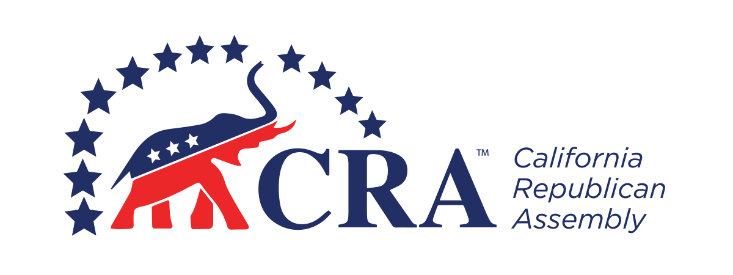 CRA™
California
Republican
Assembly